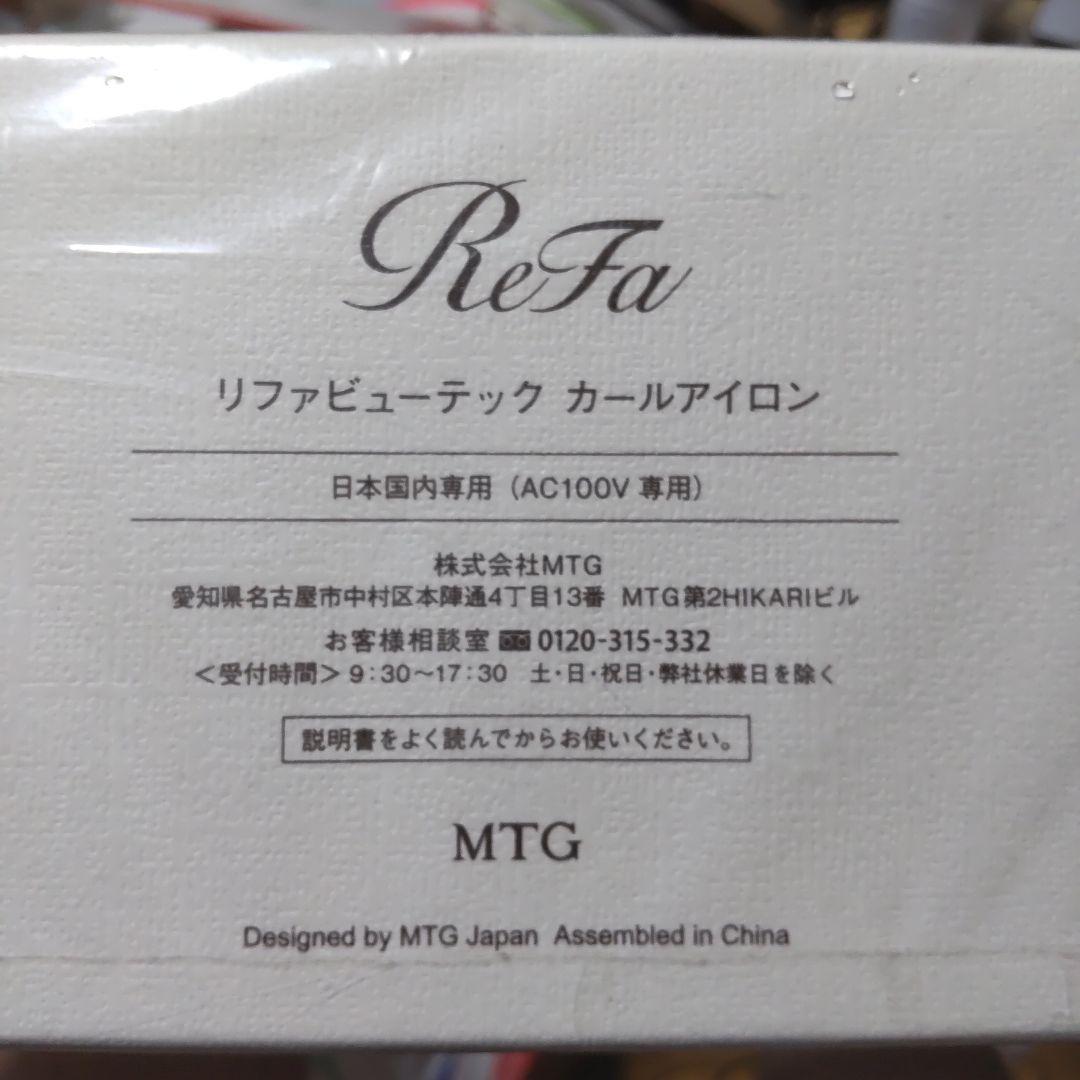 ReFa
リファビューテック カールアイロン
日本国内専用（AC100V 専用）
株式会社MTG
愛知県名古屋市中村区本陣通4丁目13番 MTG第2HIKARIビル
お客様相談室 0120-315-332
＜受付時間＞9:30〜17:30 土・日・祝日・弊社休業日を除く
説明書をよく読んでからお使いください。
MTG
Designed by MTG Japan Assembled in China